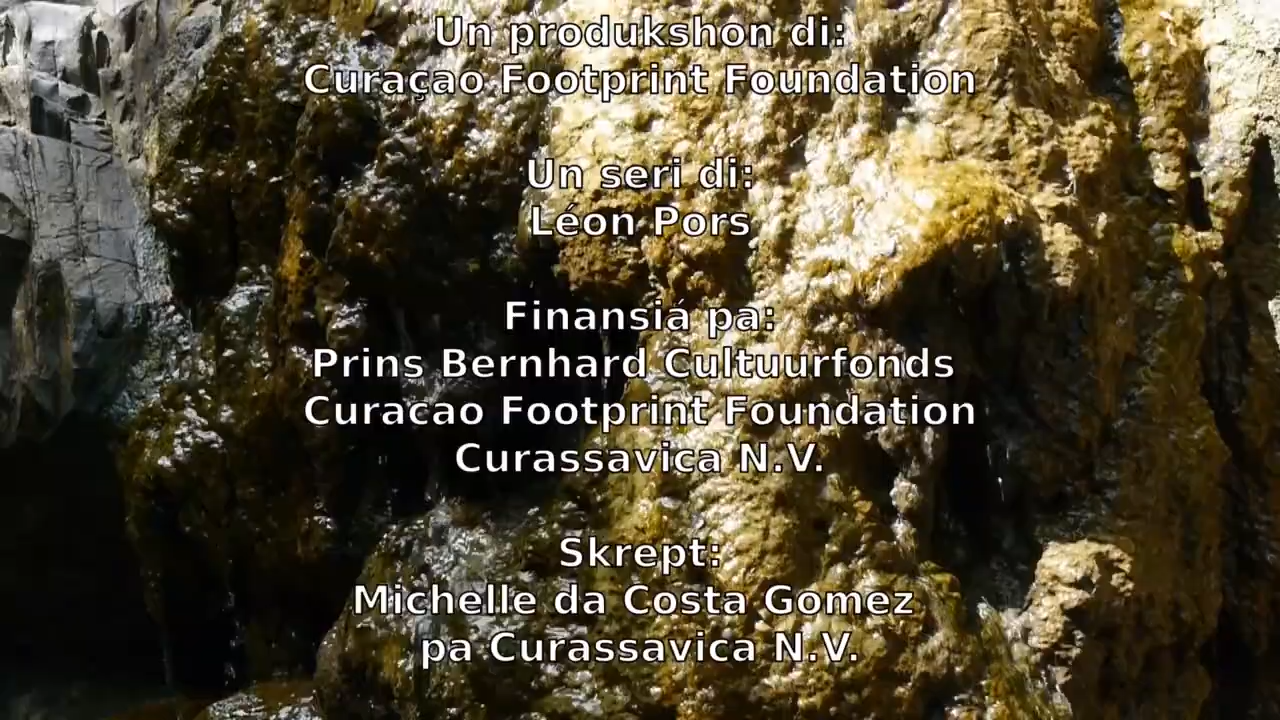 Un produkshon di:
Curaçao Footprint Foundation
Un seri di:
Léon Pors
Finansiá pa:
Prins Bernhard Cultuurfonds
Curacao Footprint Foundation
Curassavica N.V.
Skrept:
Michelle da Costa Gomez
pa Curassavica N.V.